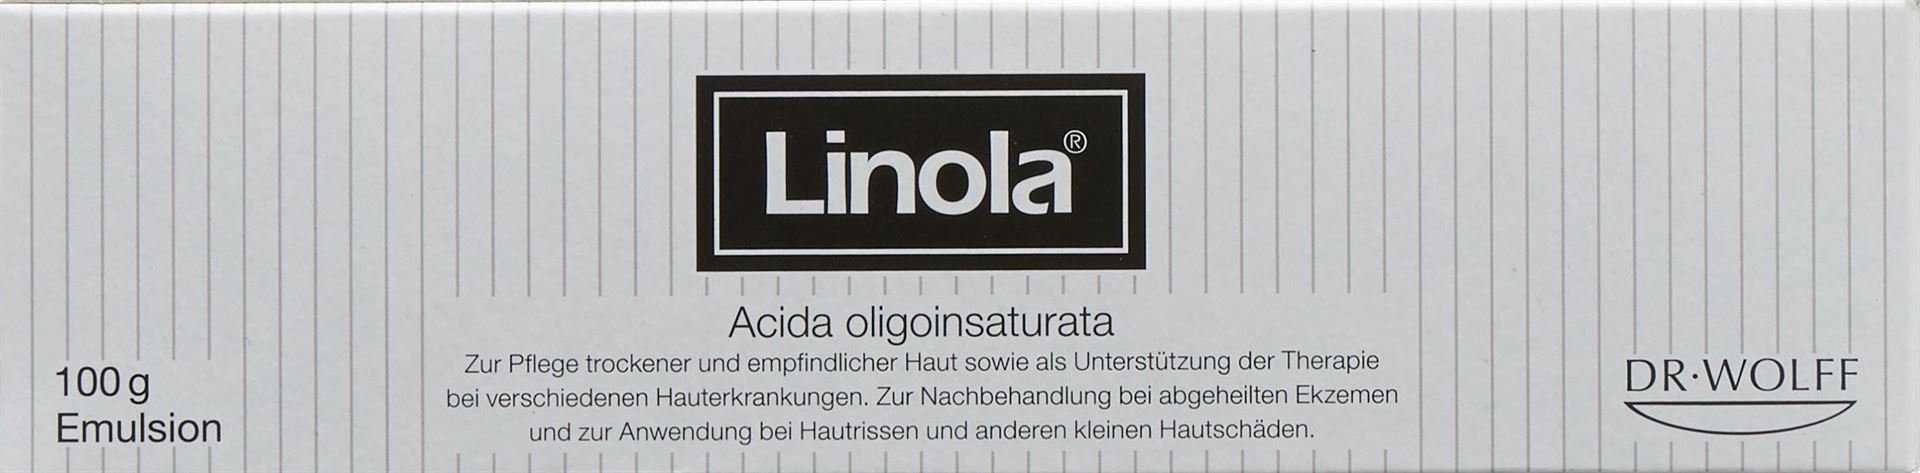 Linola®
Acida oligoinsaturata
Zur Pflege trockener und empfindlicher Haut sowie als Unterstützung der Therapie
bei verschiedenen Hauterkrankungen. Zur Nachbehandlung bei abgeheilten Ekzemen
und zur Anwendung bei Hautrissen und anderen kleinen Hautschäden.
100 g
Emulsion
DR·WOLFF